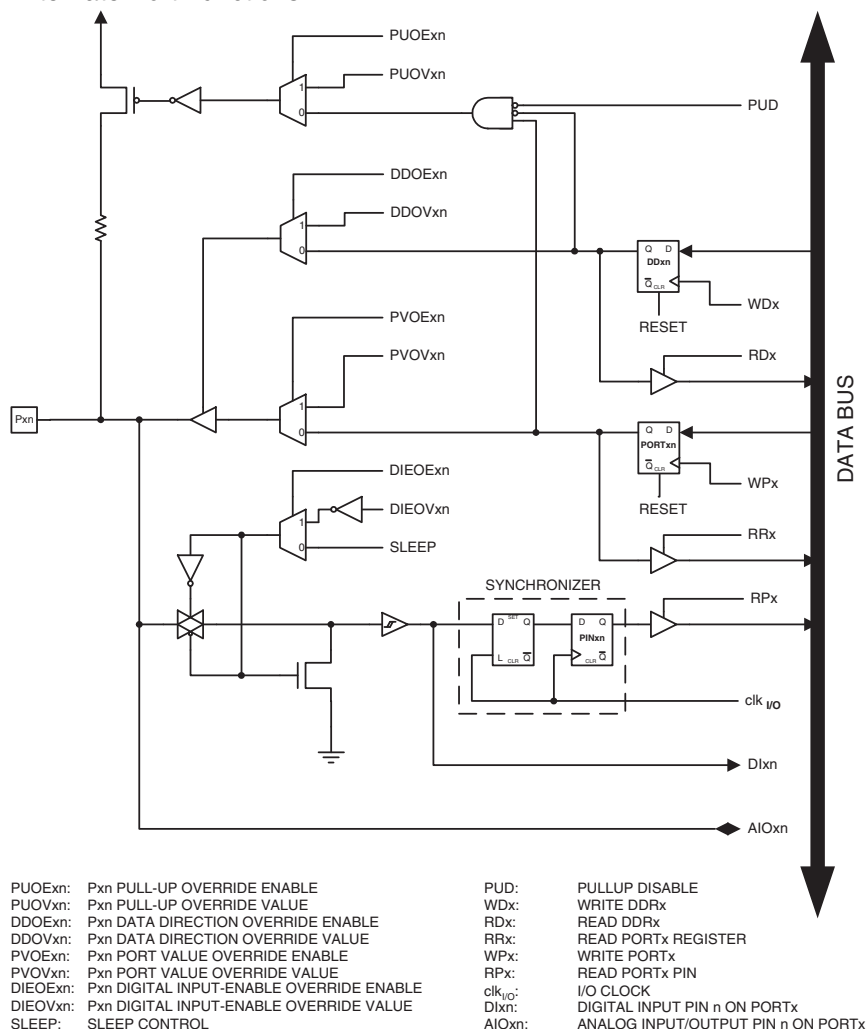 PUOExn
PUOVxn
1
0
PUD
DDOExn
DDOVxn
1
0
Q D
DDxn
Q CLR
WDx
RESET
RDx
PVOExn
PVOVxn
1
0
Pxn
Q D
PORTxn
Q CLR
WPx
RESET
DATA BUS
DIEOExn
DIEOVxn
1
0
SLEEP
RRx
SYNCHRONIZER
RPx
D SET Q
L CLR Q
D Q
PINxn
CLR Q
clk I/O
DIxn
AIOxn
PUOExn: Pxn PULL-UP OVERRIDE ENABLE
PUOVxn: Pxn PULL-UP OVERRIDE VALUE
DDOExn: Pxn DATA DIRECTION OVERRIDE ENABLE
DDOVxn: Pxn DATA DIRECTION OVERRIDE VALUE
PVOExn: Pxn PORT VALUE OVERRIDE ENABLE
PVOVxn: Pxn PORT VALUE OVERRIDE VALUE
DIEOExn: Pxn DIGITAL INPUT-ENABLE OVERRIDE ENABLE
DIEOVxn: Pxn DIGITAL INPUT-ENABLE OVERRIDE VALUE
SLEEP: SLEEP CONTROL
PUD: PULLUP DISABLE
WDx: WRITE DDRx
RDx: READ DDRx
RRx: READ PORTx REGISTER
WPx: WRITE PORTx
RPx: READ PORTx PIN
clkI/O: I/O CLOCK
DIxn: DIGITAL INPUT PIN n ON PORTx
AIOxn: ANALOG INPUT/OUTPUT PIN n ON PORTx